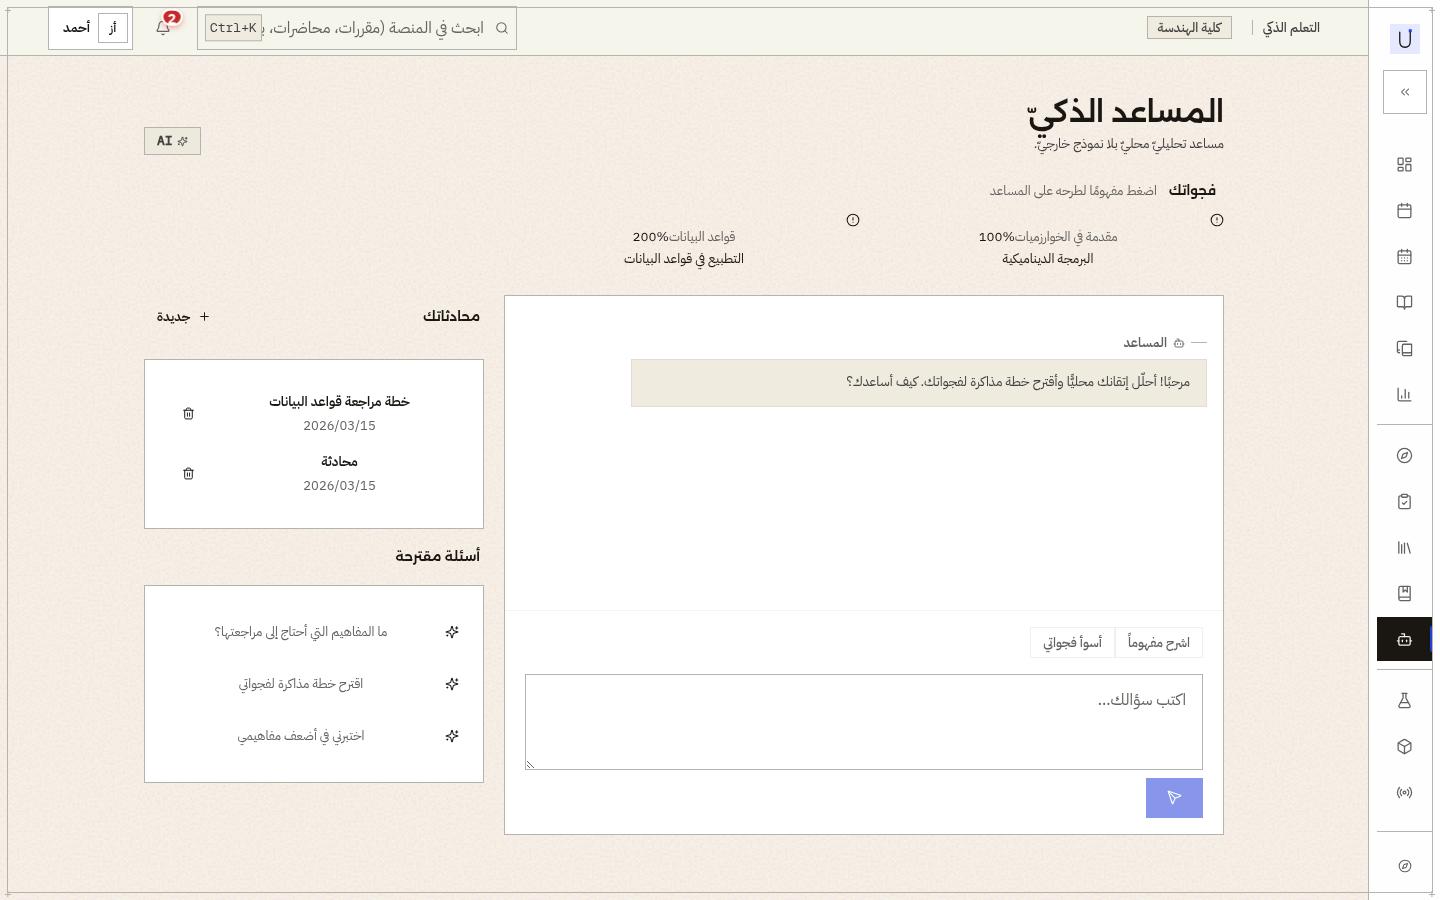 التعلم الذكي
كلية الهندسة
ابحث في المنصة (مقررات، محاضرات،
Ctrl+K
2
أز
أحمد
المساعد الذكيّ
مساعد تحليليّ محليّ بلا نموذج خارجيّ.
AI
فجواتك
اضغط مفهومًا لطرحه على المساعد
مقدمة في الخوارزميات100%
البرمجة الديناميكية
قواعد البيانات200%
التطبيع في قواعد البيانات
المساعد
مرحبًا! أحلّل إتقانك محليًّا وأقترح خطة مذاكرة لفجواتك. كيف أساعدك؟
اشرح مفهوماً
أسوأ فجواتي
اكتب سؤالك...
محادثاتك
جديدة
خطة مراجعة قواعد البيانات
2026/03/15
محادثة
2026/03/15
أسئلة مقترحة
ما المفاهيم التي أحتاج إلى مراجعتها؟
اقترح خطة مذاكرة لفجواتي
اختبرني في أضعف مفاهيمي